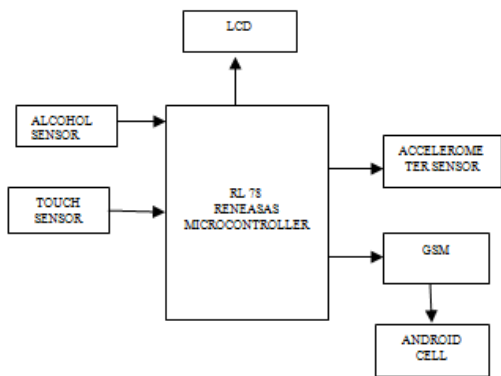 LCD
ALCOHOL
SENSOR
TOUCH
SENSOR
RL 78
RENEASAS
MICROCONTROLLER
ACCELEROME
TER SENSOR
GSM
ANDROID
CELL